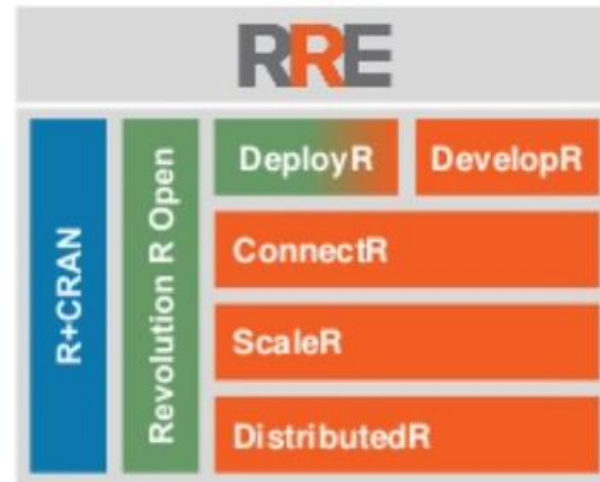 RRE
R+CRAN
Revolution R Open
DeployR
DevelopR
ConnectR
ScaleR
DistributedR